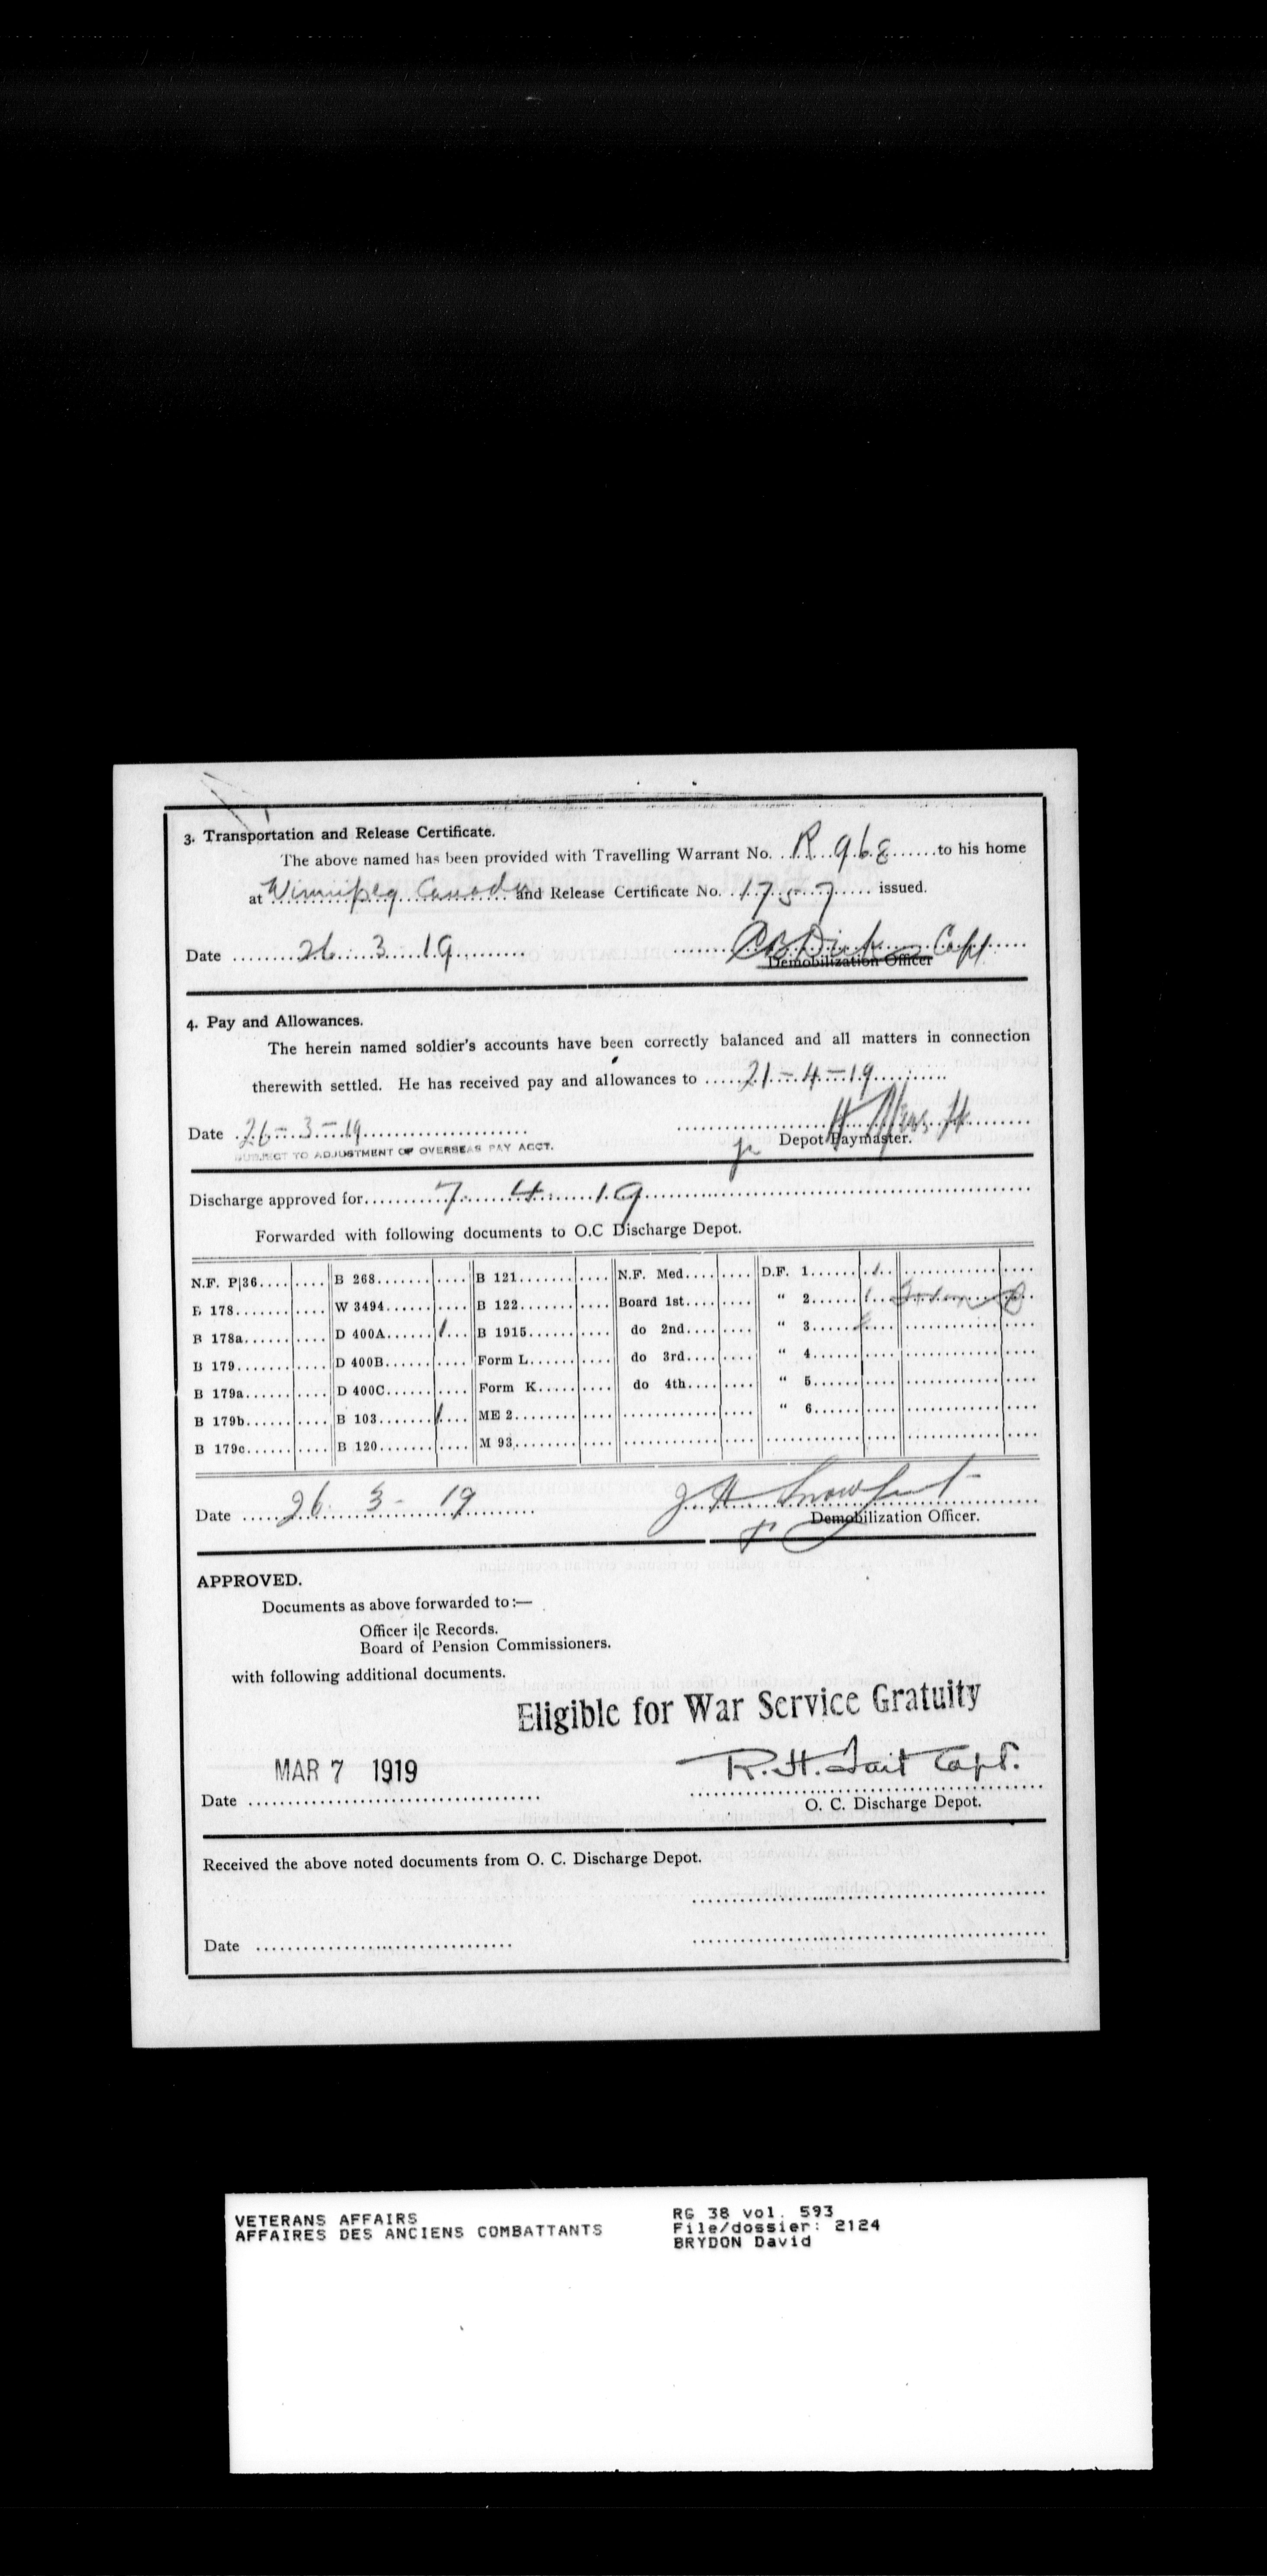 3. Transportation and Release Certificate.
The above named has been provided with Travelling Warrant No. R 968 to his home
at Winnipeg Canada and Release Certificate No. 1757 issued.
Date 26 3 19 Capt.
Demobilization Officer
4. Pay and Allowances.
The herein named soldier's accounts have been correctly balanced and all matters in connection
therewith settled. He has received pay and allowances to 21-4-19
Date 26-3-19
Depot Paymaster.
SUBJECT TO ADJUSTMENT OF OVERSEAS PAY ACCT.
Discharge approved for 7 4 19
Forwarded with following documents to O.C Discharge Depot.
N.F. P|36 B 268 B 121 N.F. Med. D.F. 1 1
B 178 W 3494 B 122 Board 1st " 2 1
B 178a D 400A 1 B 1915 do 2nd " 3
B 179 D 400B Form L do 3rd " 4
B 179a D 400C Form K do 4th " 5
B 179b B 103 1 ME 2 " 6
B 179c B 120 M 93
Date 26 3- 19
Demobilization Officer.
APPROVED.
Documents as above forwarded to:—
Officer i|c Records.
Board of Pension Commissioners.
with following additional documents.
Eligible for War Service Gratuity
MAR 7 1919 R. H. Tait Capt.
Date
O. C. Discharge Depot.
Received the above noted documents from O. C. Discharge Depot.
Date
VETERANS AFFAIRS
AFFAIRES DES ANCIENS COMBATTANTS
RG 38 vol. 593
File/dossier: 2124
BRYDON David